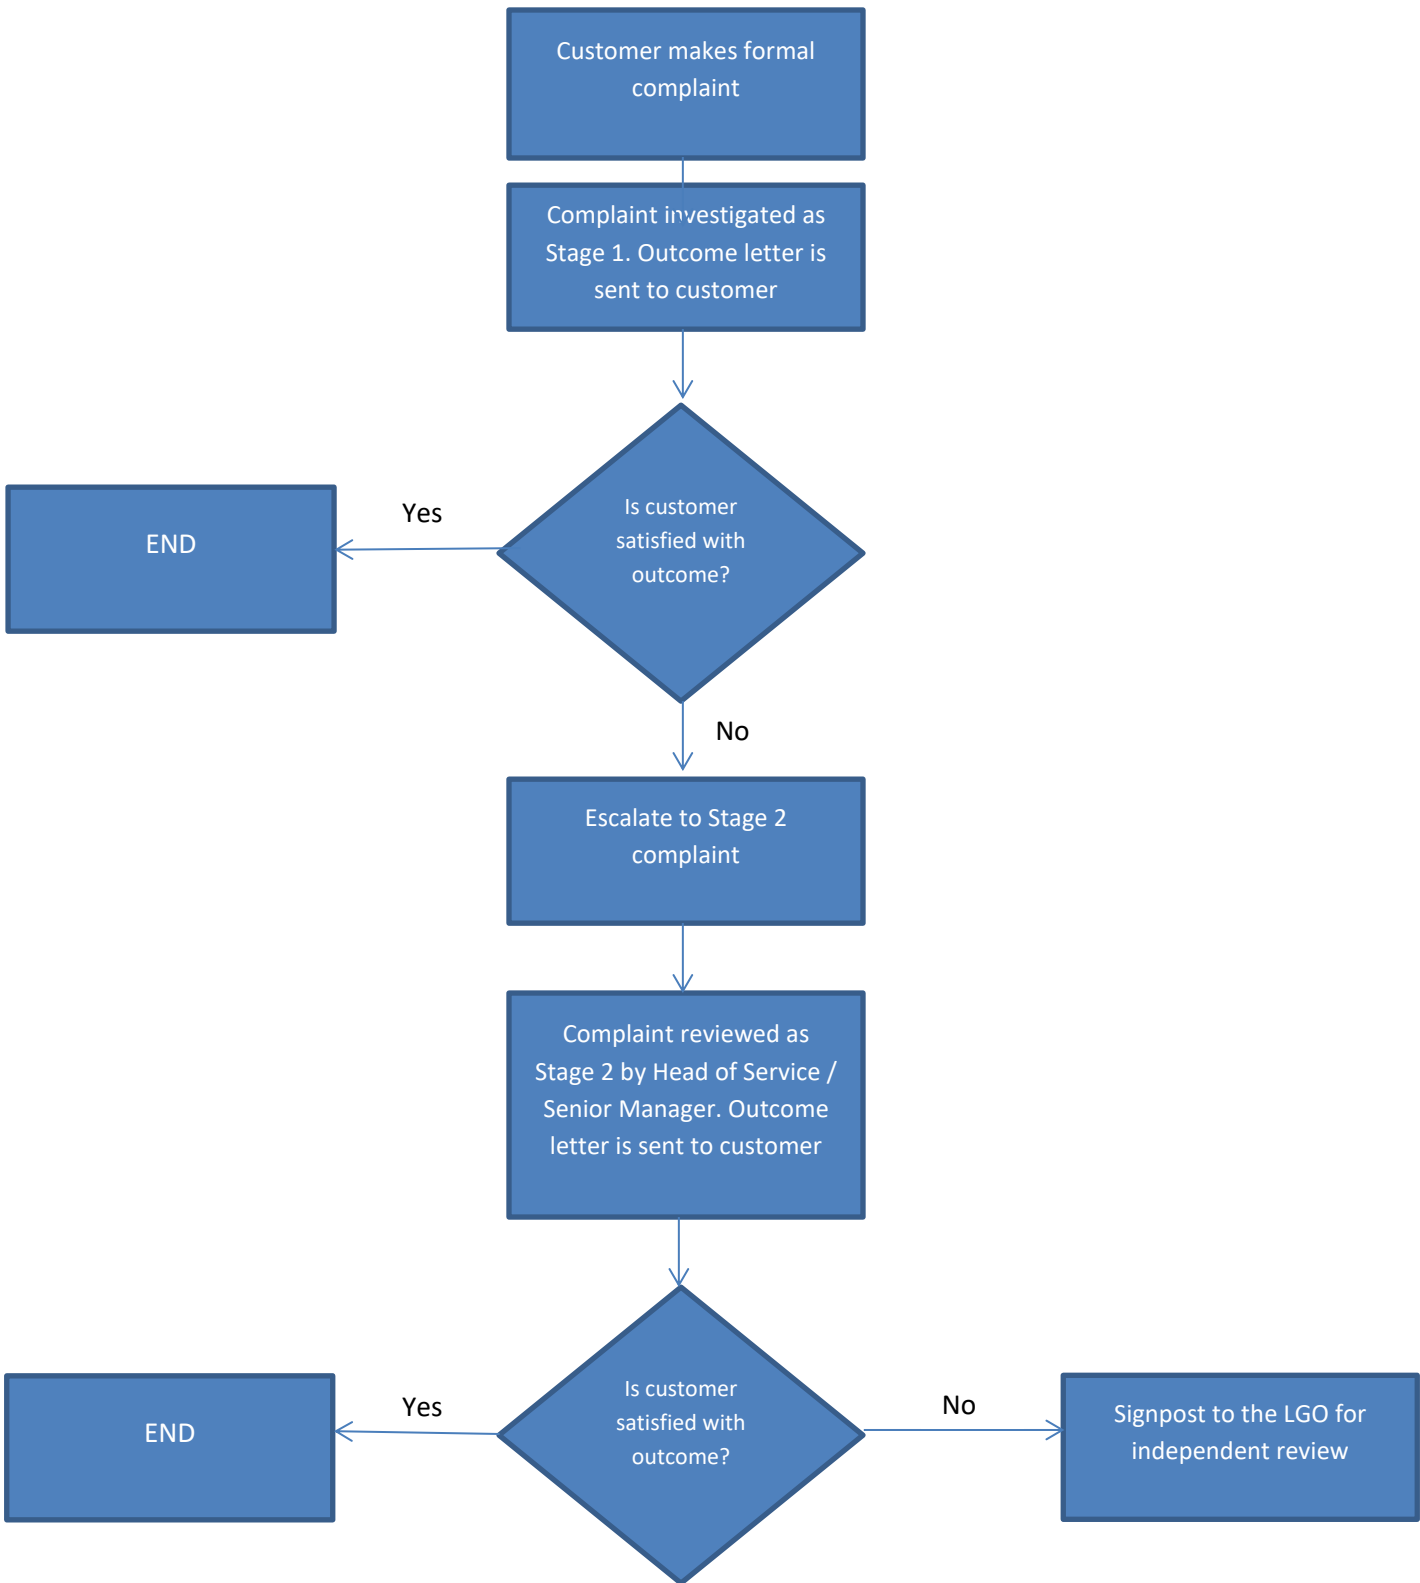 Customer makes formal
complaint
Complaint investigated as
Stage 1. Outcome letter is
sent to customer
Is customer
satisfied with
outcome?
Yes
END
No
Escalate to Stage 2
complaint
Complaint reviewed as
Stage 2 by Head of Service /
Senior Manager. Outcome
letter is sent to customer
Is customer
satisfied with
outcome?
Yes
END
No
Signpost to the LGO for
independent review